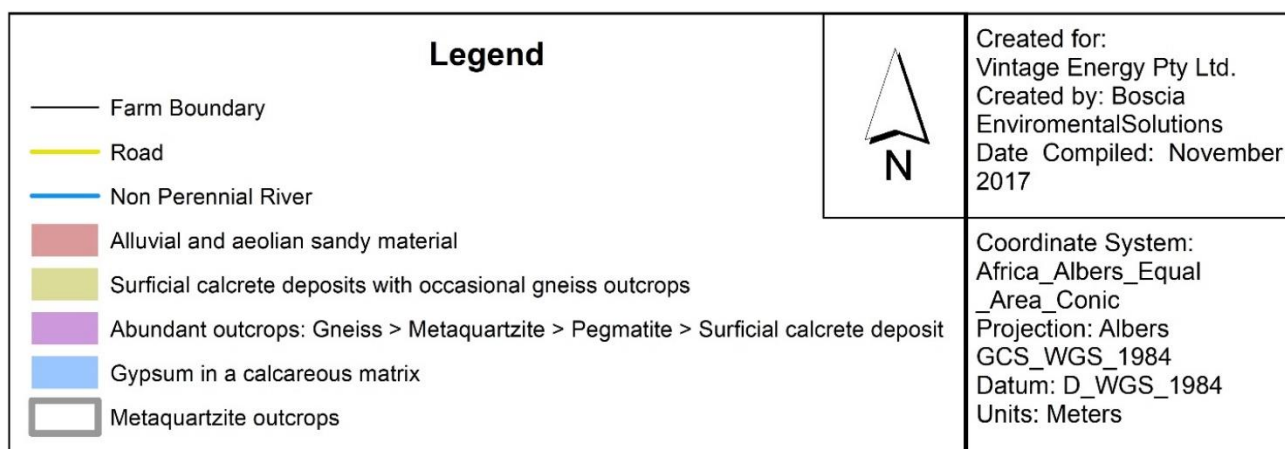 Legend
Farm Boundary
Road
Non Perennial River
Alluvial and aeolian sandy material
Surficial calcrete deposits with occasional gneiss outcrops
Abundant outcrops: Gneiss > Metaquartzite > Pegmatite > Surficial calcrete deposit
Gypsum in a calcareous matrix
Metaquartzite outcrops
N
Created for:
Vintage Energy Pty Ltd.
Created by: Boscia
EnviromentalSolutions
Date Compiled: November
2017
Coordinate System:
Africa_Albers_Equal
_Area_Conic
Projection: Albers
GCS_WGS_1984
Datum: D_WGS_1984
Units: Meters